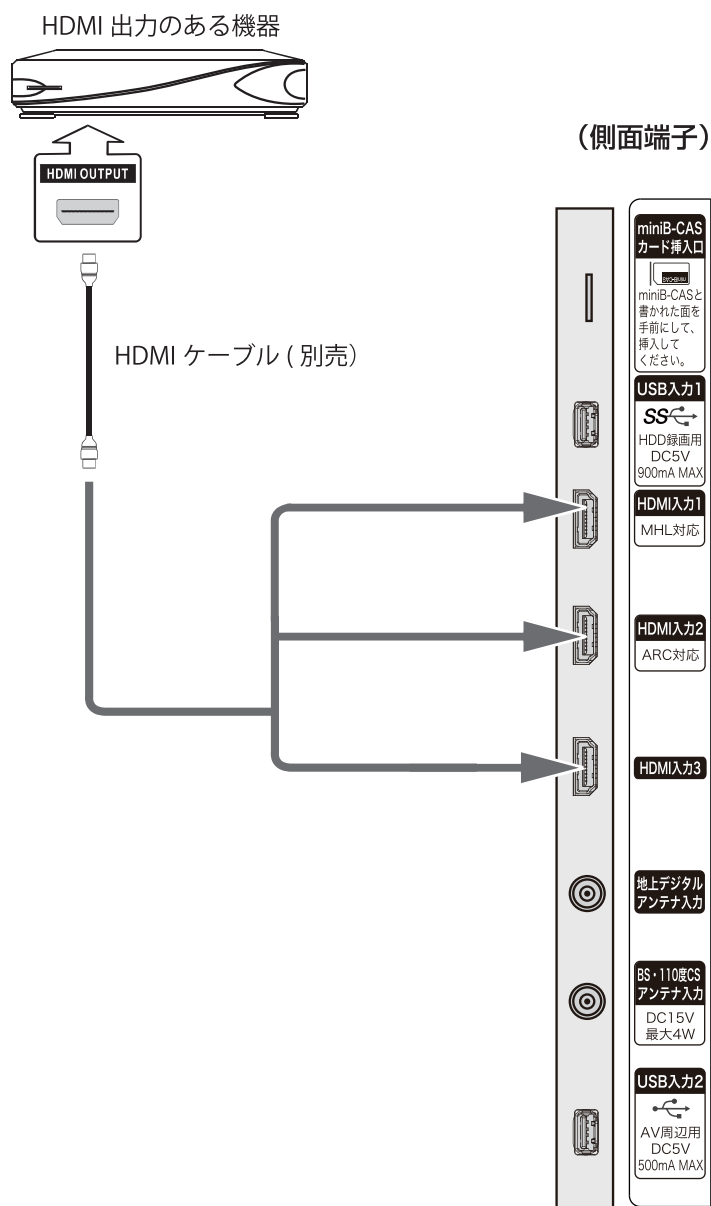 HDMI 出力のある機器
HDMI OUTPUT
HDMI ケーブル ( 別売）
（側面端子）
miniB-CAS
カード挿入口
miniB-CAS
miniB-CASと
書かれた面を
手前にして、
挿入して
ください。
USB入力1
SS
HDD録画用
DC5V
900mA MAX
HDMI入力1
MHL対応
HDMI入力2
ARC対応
HDMI入力3
地上デジタル
アンテナ入力
BS・110度CS
アンテナ入力
DC15V
最大4W
USB入力2
AV周辺用
DC5V
500mA MAX